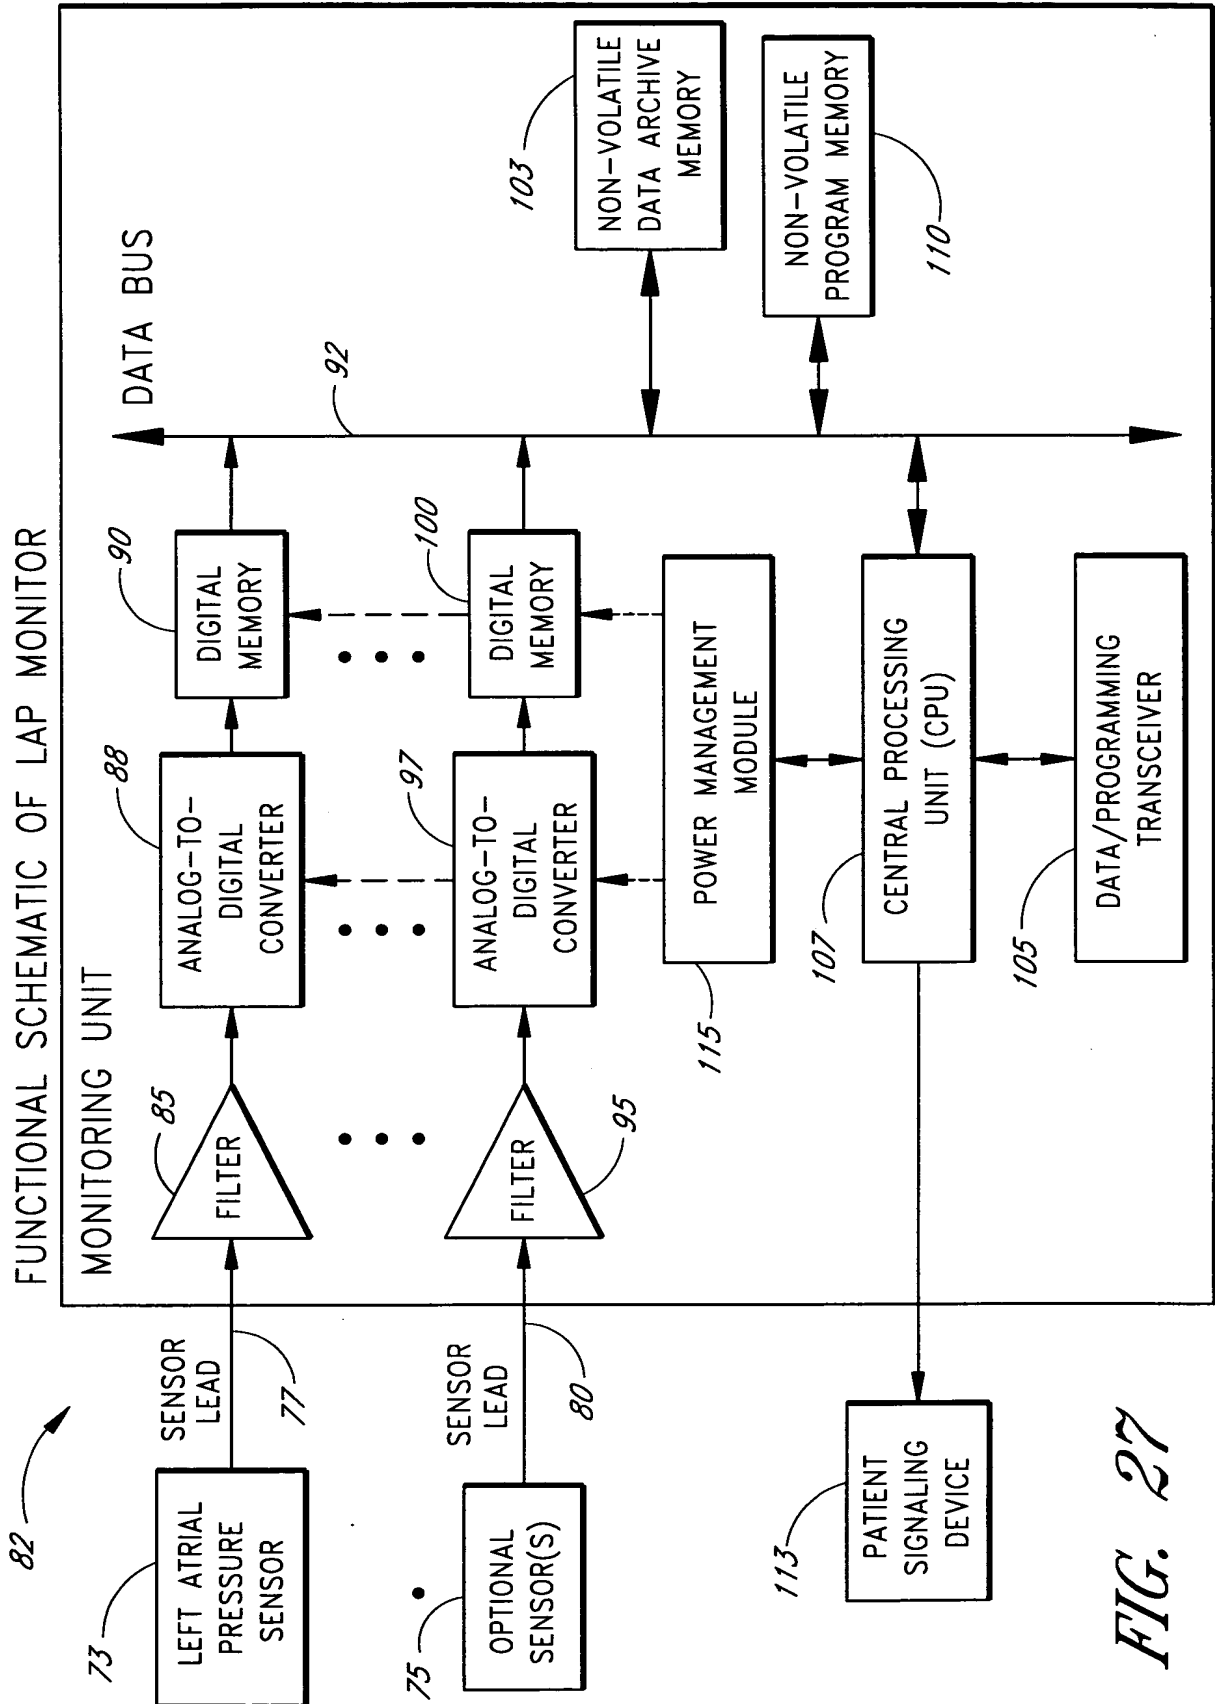 FUNCTIONAL SCHEMATIC OF LAP MONITOR
82
MONITORING UNIT
DATA BUS
73
LEFT ATRIAL
PRESSURE
SENSOR
SENSOR
LEAD
77
85
FILTER
88
ANALOG-TO-
DIGITAL
CONVERTER
90
DIGITAL
MEMORY
92
75
OPTIONAL
SENSOR(S)
SENSOR
LEAD
80
95
FILTER
97
ANALOG-TO-
DIGITAL
CONVERTER
100
DIGITAL
MEMORY
103
NON-VOLATILE
DATA ARCHIVE
MEMORY
115
POWER MANAGEMENT
MODULE
NON-VOLATILE
PROGRAM MEMORY
110
113
PATIENT
SIGNALING
DEVICE
107
CENTRAL PROCESSING
UNIT (CPU)
105
DATA/PROGRAMMING
TRANSCEIVER
FIG. 27